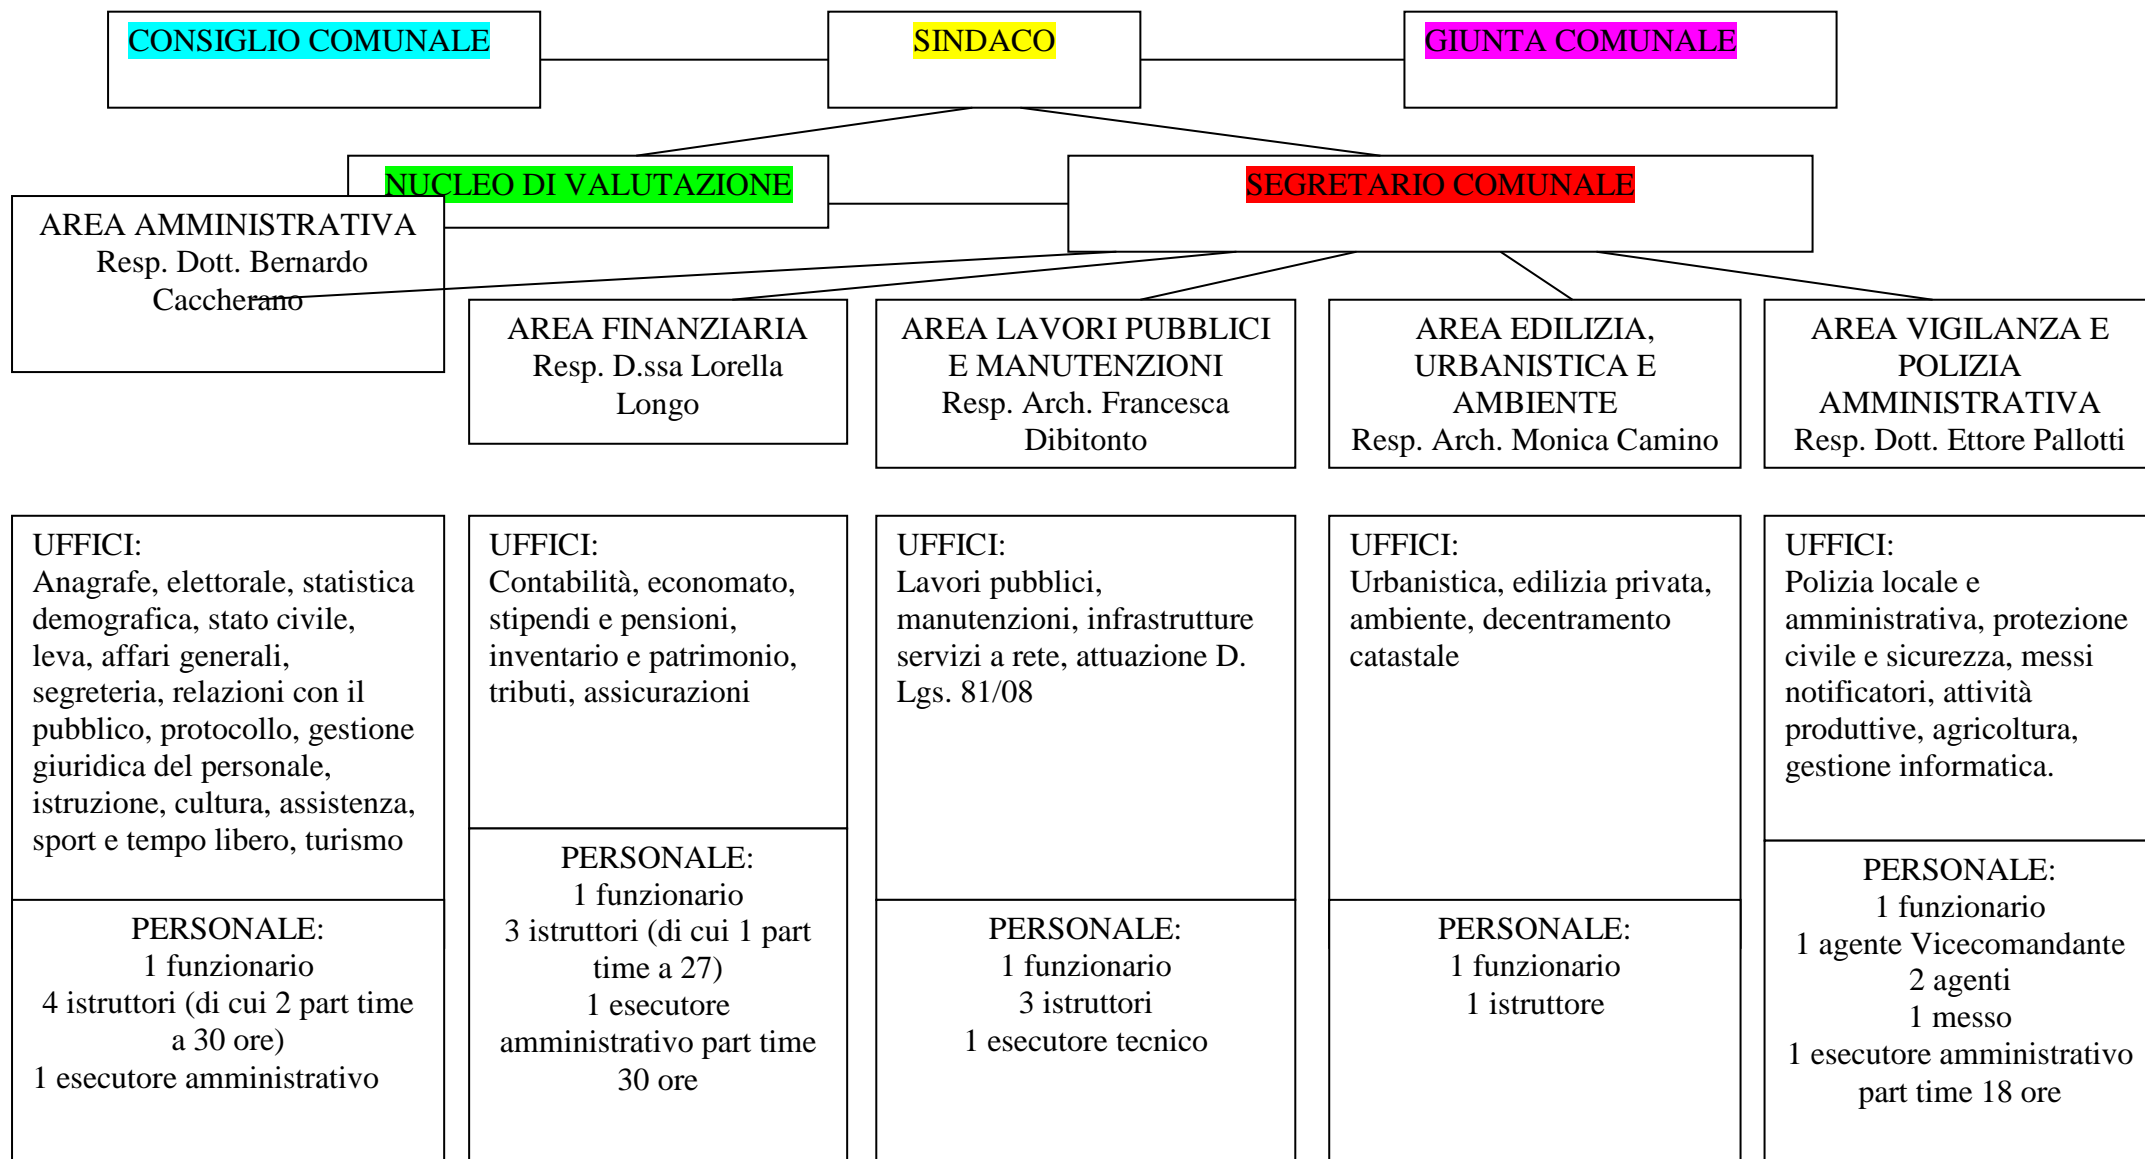 CONSIGLIO COMUNALE
SINDACO
GIUNTA COMUNALE
NUCLEO DI VALUTAZIONE
SEGRETARIO COMUNALE
AREA AMMINISTRATIVA
Resp. Dott. Bernardo
Caccherano
AREA FINANZIARIA
Resp. D.ssa Lorella
Longo
AREA LAVORI PUBBLICI
E MANUTENZIONI
Resp. Arch. Francesca
Dibitonto
AREA EDILIZIA,
URBANISTICA E
AMBIENTE
Resp. Arch. Monica Camino
AREA VIGILANZA E
POLIZIA
AMMINISTRATIVA
Resp. Dott. Ettore Pallotti
UFFICI:
Anagrafe, elettorale, statistica
demografica, stato civile,
leva, affari generali,
segreteria, relazioni con il
pubblico, protocollo, gestione
giuridica del personale,
istruzione, cultura, assistenza,
sport e tempo libero, turismo
UFFICI:
Contabilità, economato,
stipendi e pensioni,
inventario e patrimonio,
tributi, assicurazioni
UFFICI:
Lavori pubblici,
manutenzioni, infrastrutture
servizi a rete, attuazione D.
Lgs. 81/08
UFFICI:
Urbanistica, edilizia privata,
ambiente, decentramento
catastale
UFFICI:
Polizia locale e
amministrativa, protezione
civile e sicurezza, messi
notificatori, attività
produttive, agricoltura,
gestione informatica.
PERSONALE:
1 funzionario
4 istruttori (di cui 2 part time
a 30 ore)
1 esecutore amministrativo
PERSONALE:
1 funzionario
3 istruttori (di cui 1 part
time a 27)
1 esecutore
amministrativo part time
30 ore
PERSONALE:
1 funzionario
3 istruttori
1 esecutore tecnico
PERSONALE:
1 funzionario
1 istruttore
PERSONALE:
1 funzionario
1 agente Vicecomandante
2 agenti
1 messo
1 esecutore amministrativo
part time 18 ore